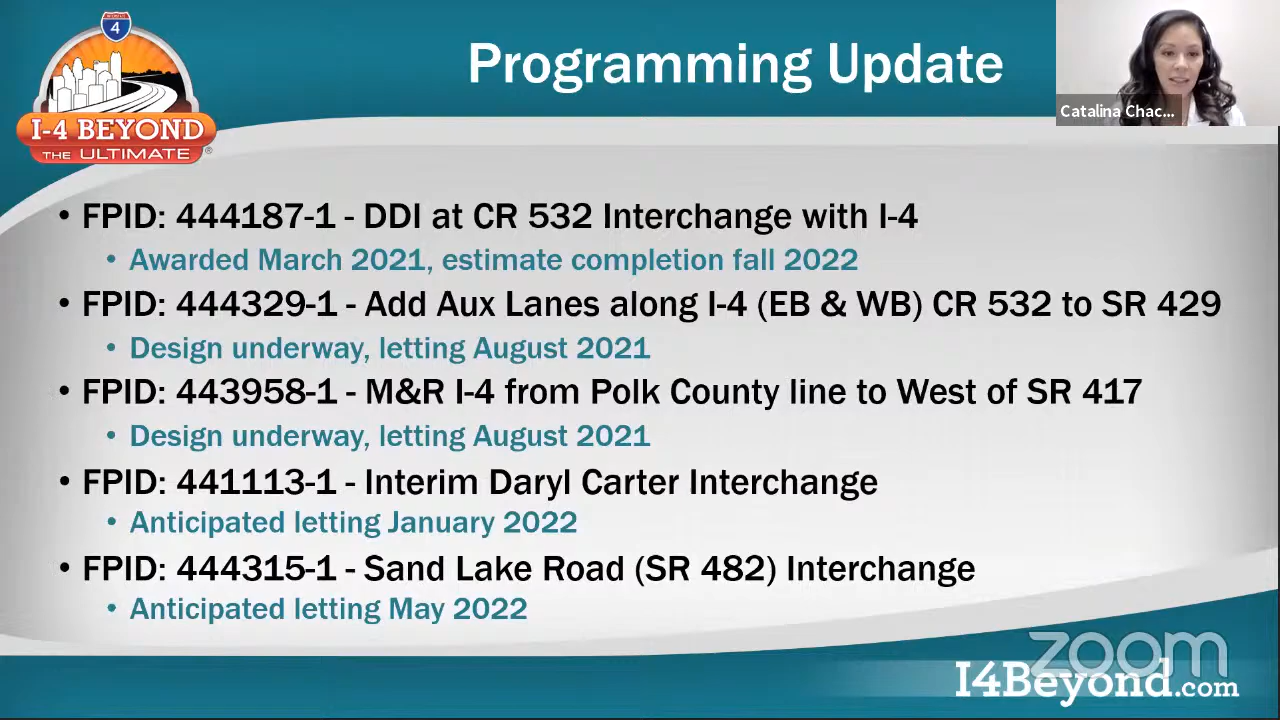 4
I-4 BEYOND
THE ULTIMATE
®
Programming Update
Catalina Chac...
• FPID: 444187-1 - DDI at CR 532 Interchange with I-4
• Awarded March 2021, estimate completion fall 2022
• FPID: 444329-1 - Add Aux Lanes along I-4 (EB & WB) CR 532 to SR 429
• Design underway, letting August 2021
• FPID: 443958-1 - M&R I-4 from Polk County line to West of SR 417
• Design underway, letting August 2021
• FPID: 441113-1 - Interim Daryl Carter Interchange
• Anticipated letting January 2022
• FPID: 444315-1 - Sand Lake Road (SR 482) Interchange
• Anticipated letting May 2022
zoom
I4Beyond.com